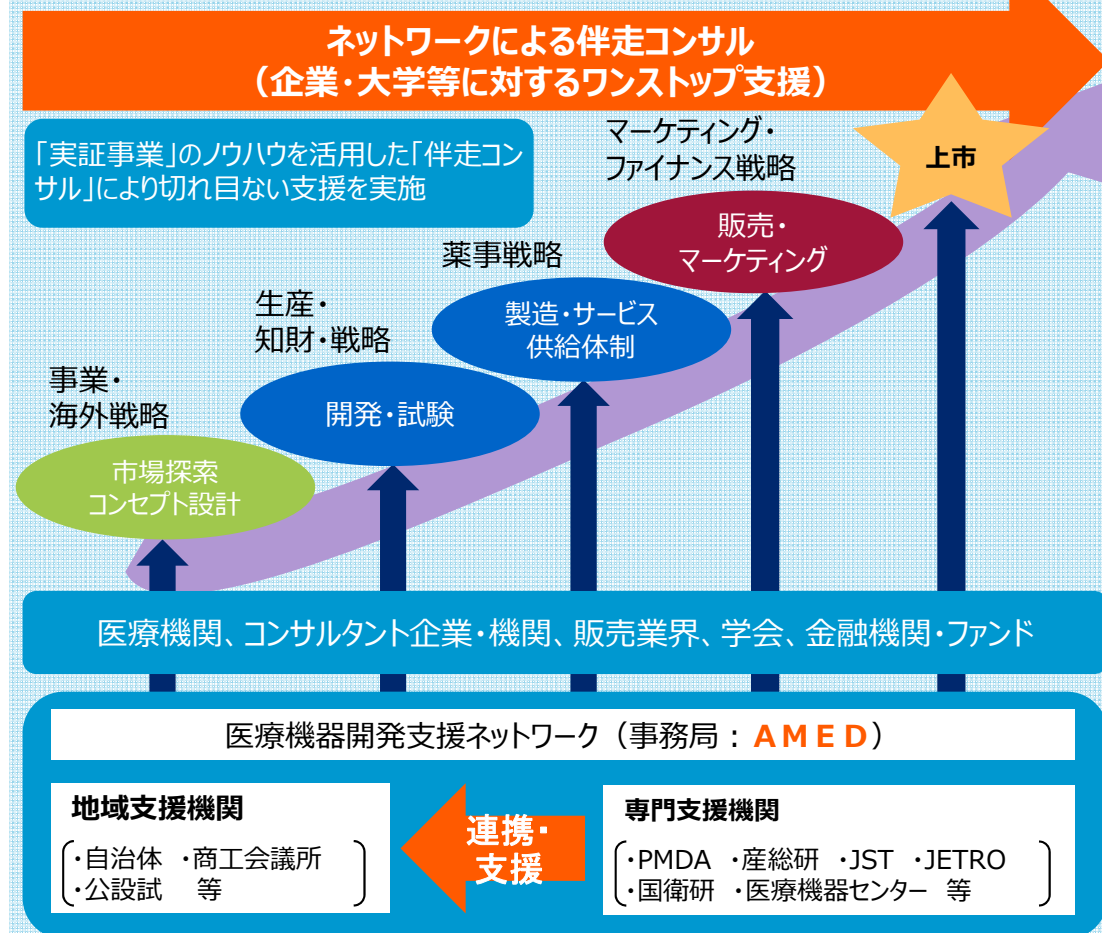 ネットワークによる伴走コンサル
（企業・大学等に対するワンストップ支援）
「実証事業」のノウハウを活用した「伴走コン
サル」により切れ目ない支援を実施
マーケティング・
ファイナンス戦略
上市
販売・
マーケティング
薬事戦略
製造・サービス
供給体制
生産・
知財・戦略
開発・試験
事業・
海外戦略
市場探索
コンセプト設計
医療機関、コンサルタント企業・機関、販売業界、学会、金融機関・ファンド
医療機器開発支援ネットワーク（事務局：ＡＭＥＤ）
地域支援機関
・自治体 ・商工会議所
・公設試 等
連携・
支援
専門支援機関
・PMDA ・産総研 ・JST ・JETRO
・国衛研 ・医療機器センター 等